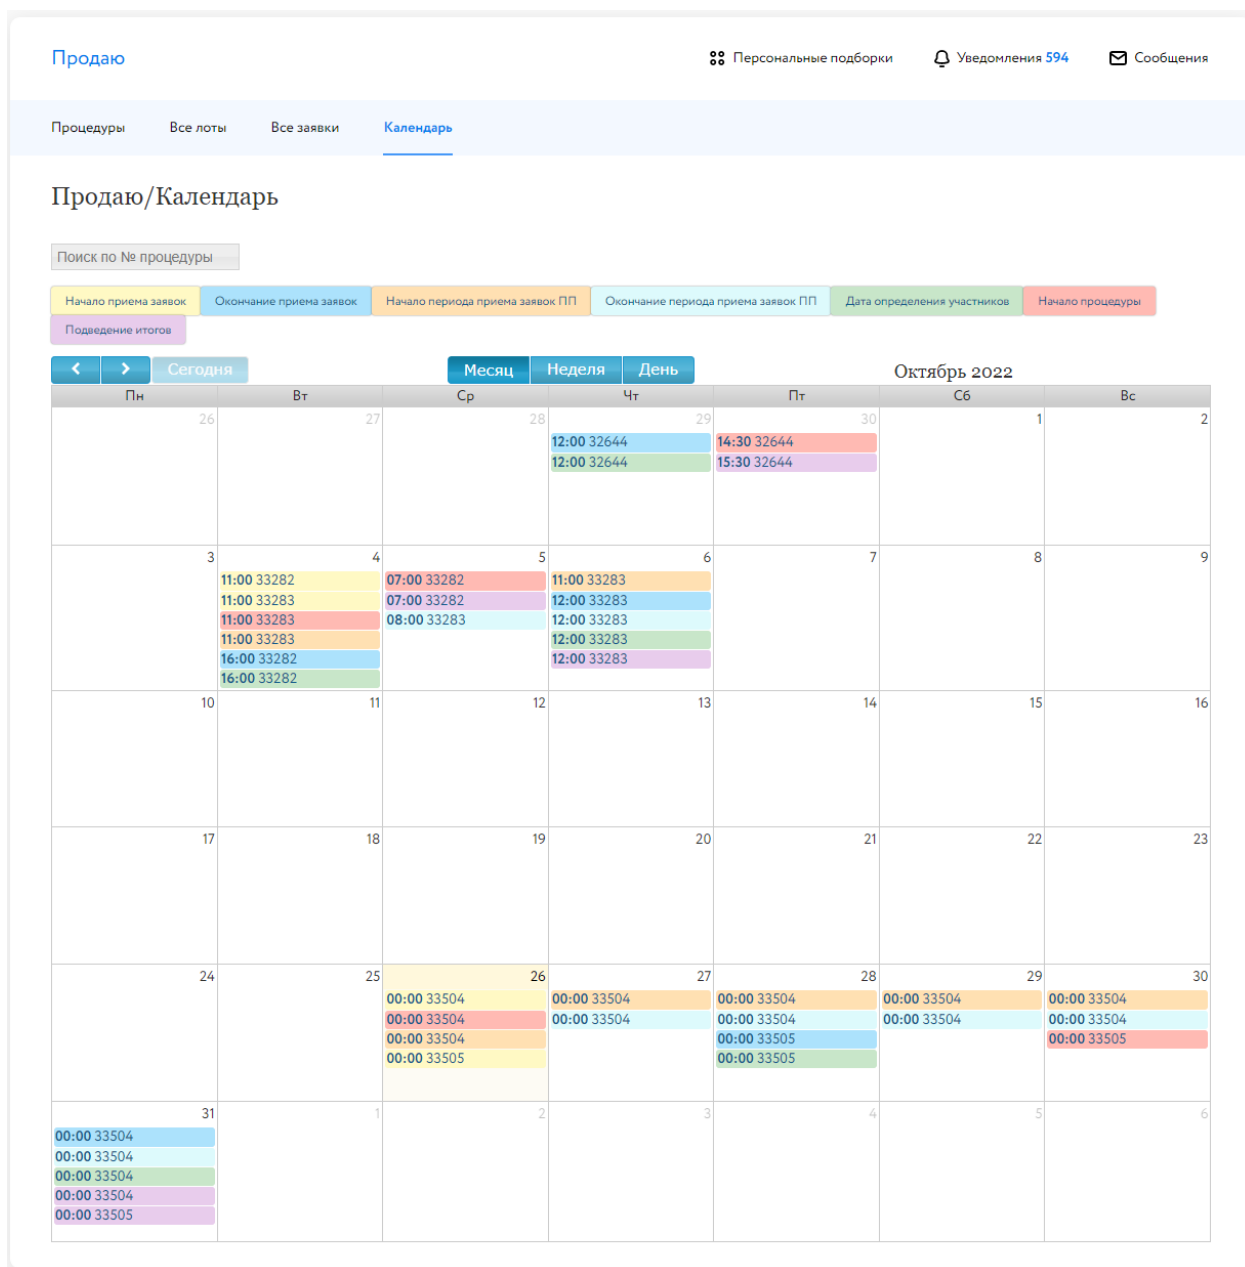 Продаю
Персональные подборки Уведомления 594 Сообщения
Процедуры Все лоты Все заявки Календарь
Продаю/Календарь
Поиск по № процедуры
Начало приема заявок Окончание приема заявок Начало периода приема заявок ПП Окончание периода приема заявок ПП Дата определения участников Начало процедуры
Подведение итогов
Сегодня Месяц Неделя День Октябрь 2022
Пн Вт Ср Чт Пт Сб Вс
26 27 28 29 30 1 2
12:00 32644 14:30 32644
12:00 32644 15:30 32644
3 4 5 6 7 8 9
11:00 33282 07:00 33282 11:00 33283
11:00 33283 07:00 33282 12:00 33283
11:00 33283 08:00 33283 12:00 33283
11:00 33283 12:00 33283
16:00 33282 12:00 33283
16:00 33282
10 11 12 13 14 15 16
17 18 19 20 21 22 23
24 25 26 27 28 29 30
00:00 33504 00:00 33504 00:00 33504 00:00 33504 00:00 33504
00:00 33504 00:00 33504 00:00 33504 00:00 33504 00:00 33504
00:00 33504 00:00 33505 00:00 33505
00:00 33505 00:00 33505
31 1 2 3 4 5 6
00:00 33504
00:00 33504
00:00 33504
00:00 33504
00:00 33505